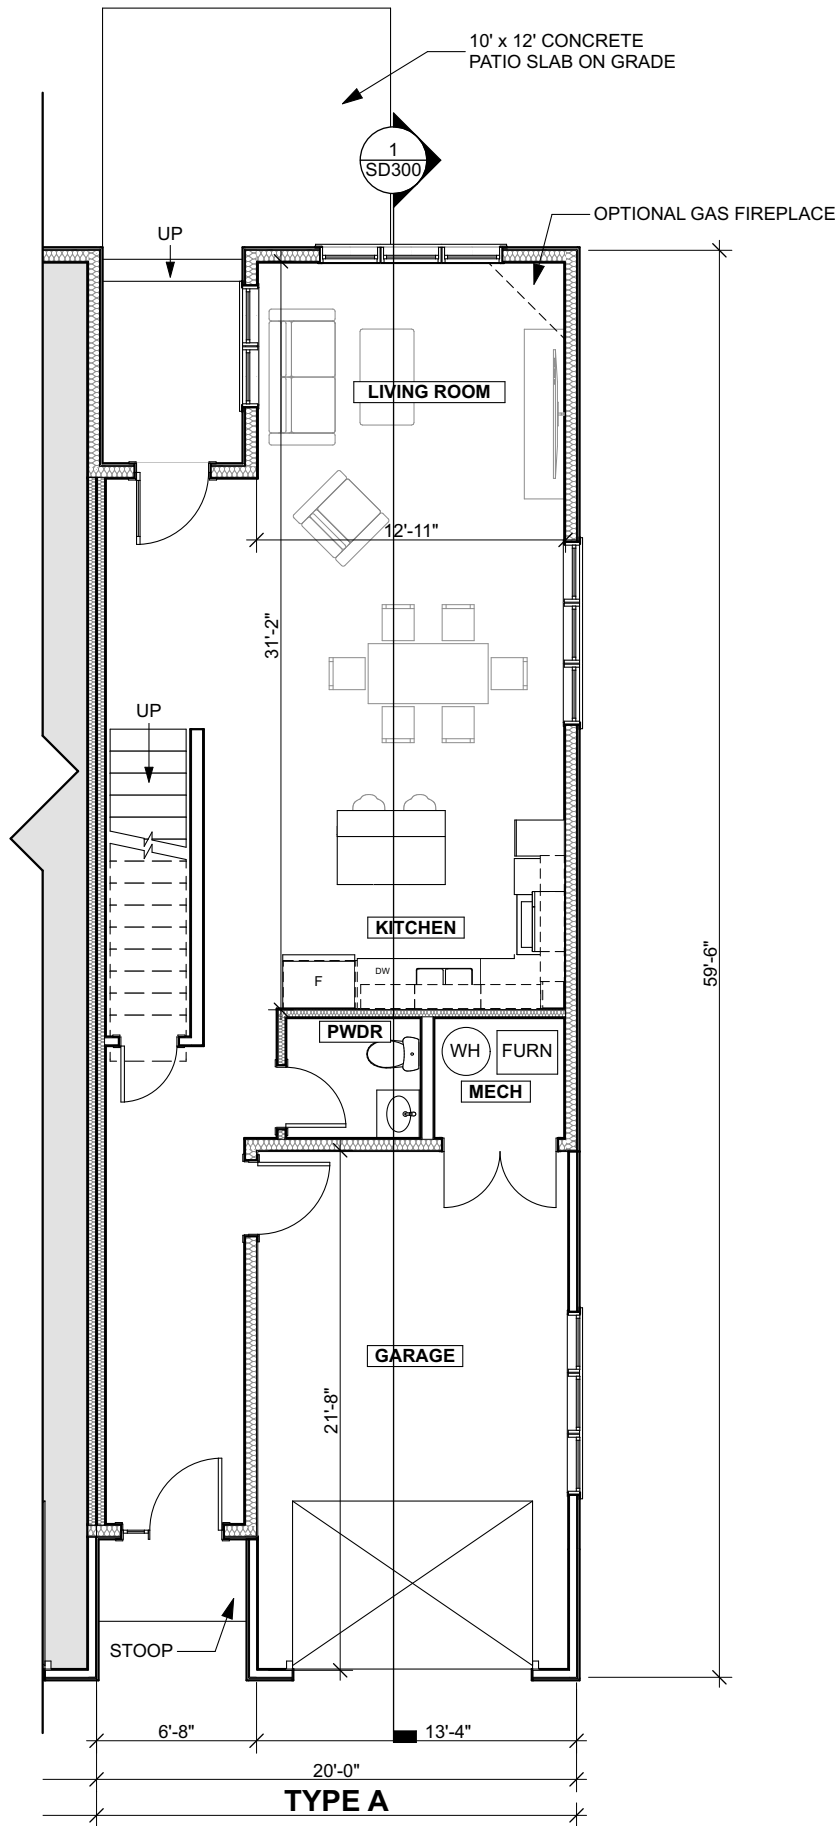 10' x 12' CONCRETE
PATIO SLAB ON GRADE
1
SD300
OPTIONAL GAS FIREPLACE
UP
LIVING ROOM
12'-11"
31'-2"
UP
KITCHEN
59'-6"
DW
F
PWDR
WH
FURN
MECH
GARAGE
21'-8"
STOOP
6'-8"
13'-4"
20'-0"
TYPE A